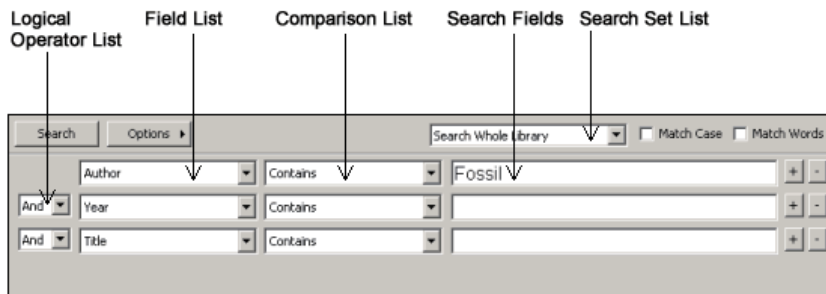 Logical Operator List Field List Comparison List Search Fields Search Set List
Search Options Search Whole Library Match Case Match Words
Author Contains Fossil + -
And Year Contains + -
And Title Contains + -